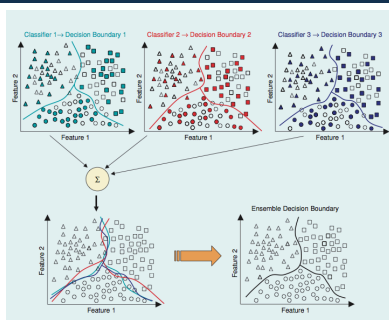 Classifier 1→ Decision Boundary 1
Classifier 2 → Decision Boundary 2
Classifier 3 → Decision Boundary 3
Feature 2
Feature 1
Feature 2
Feature 1
Feature 2
Feature 1
Σ
Ensemble Decision Boundary
Feature 2
Feature 1
Feature 2
Feature 1